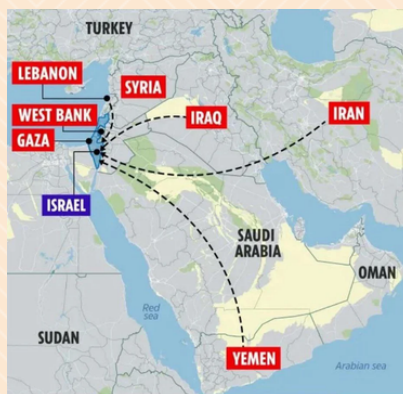 TURKEY
LEBANON
SYRIA
WEST BANK
IRAQ
IRAN
GAZA
ISRAEL
SAUDI
ARABIA
OMAN
Red
sea
SUDAN
YEMEN
Arabian sea